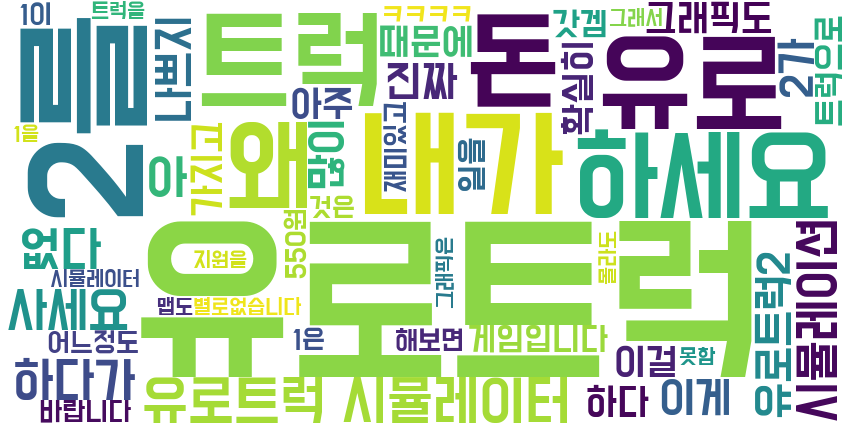 1이
트럭을
ㅋㅋㅋㅋ
갓겜
그래서
그래픽도
2를
나쁘지
트럭
때문에
돈
유로
2가
트럭으로
진짜
확실히
아주
1을
아
가지고
왜
많이
재미있고
내가
일을
하세요
것은
550원
없다
시뮬레이터
사세요
유로트럭
지원을
맵도
별로없습니다
그래픽은
몰라도
유로트럭2
시뮬레이션
어느정도
1은
해보면
게임입니다
이걸
못함
하다가
바랍니다
유로트럭 시뮬레이터
하다
이게